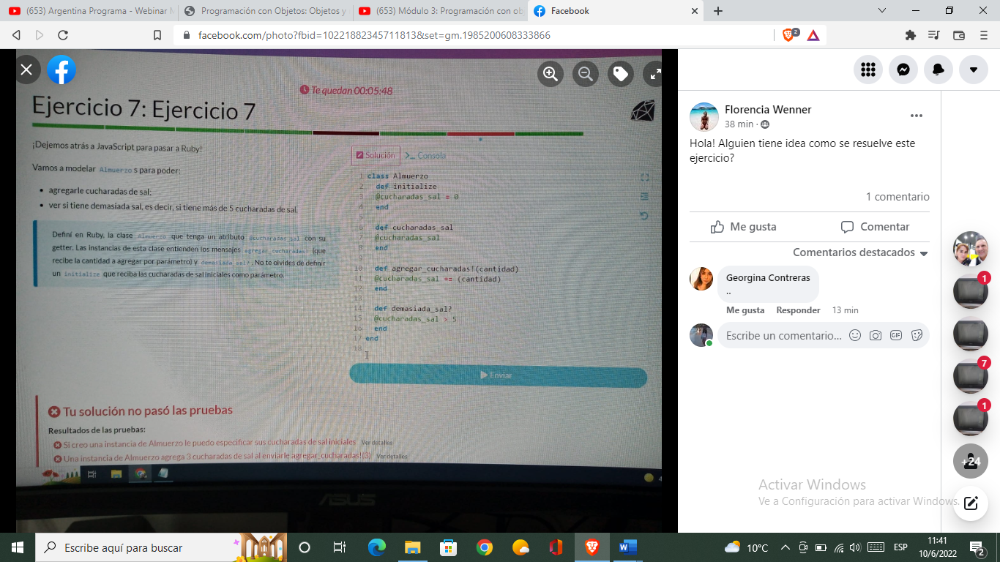 (653) Argentina Programa - Webinar M
Programación con Objetos: Objetos y
(653) Módulo 3: Programación con ob
Facebook
facebook.com/photo?fbid=10221882345711813&set=gm.1985200608333866
2
Te quedan 00:05:48
Ejercicio 7: Ejercicio 7
¡Dejemos atrás a JavaScript para pasar a Ruby!
Vamos a modelar Almuerzo s para poder:
agregarle cucharadas de sal;
ver si tiene demasiada sal, es decir, si tiene más de 5 cucharadas de sal.
Definí en Ruby, la clase Almuerzo que tenga un atributo @cucharadas_sal con su
getter. Las instancias de esta clase entienden los mensajes agregar_cucharadas! (que
recibe la cantidad a agregar por parámetro) y demasiada_sal?. No te olvides de definir
un initialize que reciba las cucharadas de sal iniciales como parámetro.
Solución
Consola
1 class Almuerzo
2 def initialize
3 @cucharadas_sal = 0
4 end
5
6 def cucharadas_sal
7 @cucharadas_sal
8 end
9
10 def agregar_cucharadas!(cantidad)
11 @cucharadas_sal += (cantidad)
12 end
13
14 def demasiada_sal?
15 @cucharadas_sal > 5
16 end
17 end
18
Enviar
Tu solución no pasó las pruebas
Resultados de las pruebas:
Si creo una instancia de Almuerzo le puedo especificar sus cucharadas de sal iniciales Ver detalles
Una instancia de Almuerzo agrega 3 cucharadas de sal al enviarle agregar_cucharadas!(3) Ver detalles
ASUS
Florencia Wenner
38 min ·
Hola! Alguien tiene idea como se resuelve este
ejercicio?
1 comentario
Me gusta
Comentar
Comentarios destacados
Georgina Contreras
..
Me gusta Responder 13 min
Escribe un comentario...
GIF
1
7
1
+24
Activar Windows
Ve a Configuración para activar Windows.
Escribe aquí para buscar
10°C
ESP
11:41
10/6/2022
2